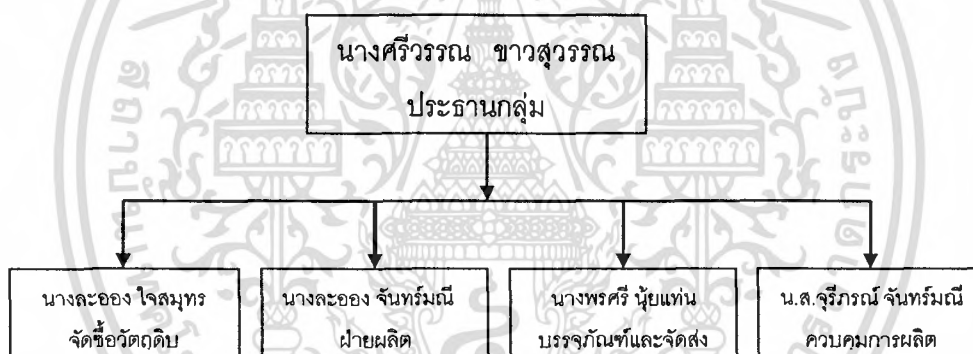 นางศรีวรรณ ขาวสุวรรณ
ประธานกลุ่ม
นางละออง ใจสมุทร
จัดซื้อวัตถุดิบ
นางละออง จันทร์มณี
ฝ่ายผลิต
นางพรศรี นุ้ยแท่น
บรรจุภัณฑ์และจัดส่ง
น.ส.จุรีภรณ์ จันทร์มณี
ควบคุมการผลิต